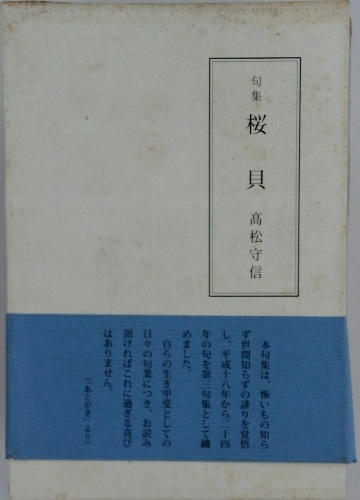 句集
桜貝
髙松守信
本句集は、怖いもの知ら
ず世間知らずの謗りを覚悟
し、平成十八年から二十四
年の句を第三句集として纏
めました。
自らの生き甲斐としての
日々の句業につき、お読み
頂ければこれに過ぎる喜び
はありません。
（「あとがき」より）